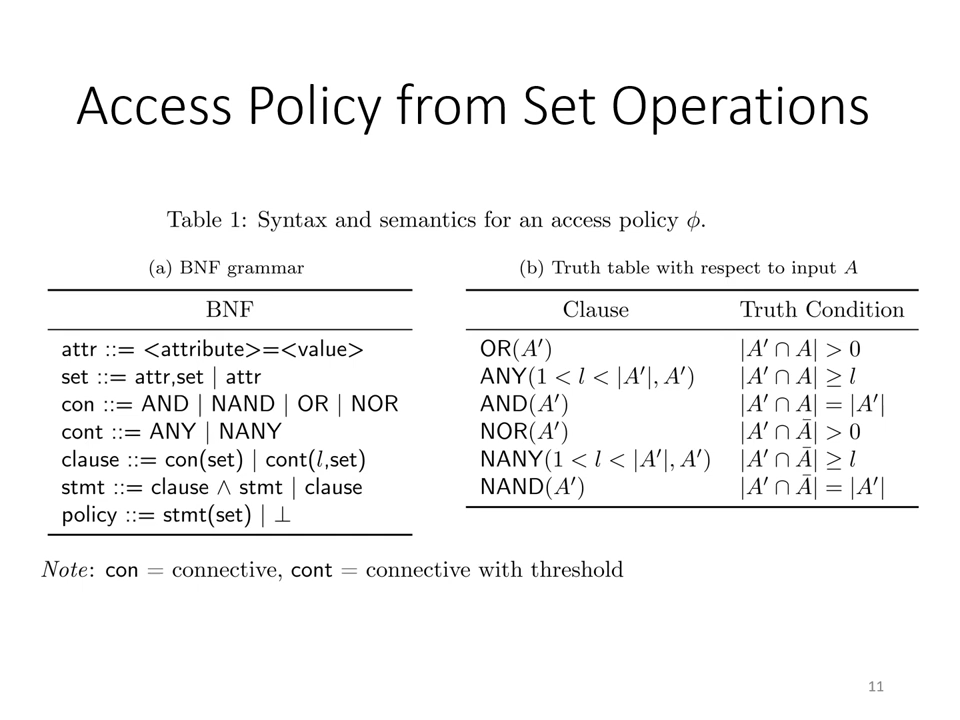 Access Policy from Set Operations
Table 1: Syntax and semantics for an access policy ϕ.
(a) BNF grammar
BNF
attr ::= <attribute>=<value>
set ::= attr,set | attr
con ::= AND | NAND | OR | NOR
cont ::= ANY | NANY
clause ::= con(set) | cont(l,set)
stmt ::= clause ∧ stmt | clause
policy ::= stmt(set) | ⊥
(b) Truth table with respect to input A
Clause Truth Condition
OR(A′) |A′ ∩ A| > 0
ANY(1 < l < |A′|, A′) |A′ ∩ A| ≥ l
AND(A′) |A′ ∩ A| = |A′|
NOR(A′) |A′ ∩ Ā| > 0
NANY(1 < l < |A′|, A′) |A′ ∩ Ā| ≥ l
NAND(A′) |A′ ∩ Ā| = |A′|
Note: con = connective, cont = connective with threshold
11